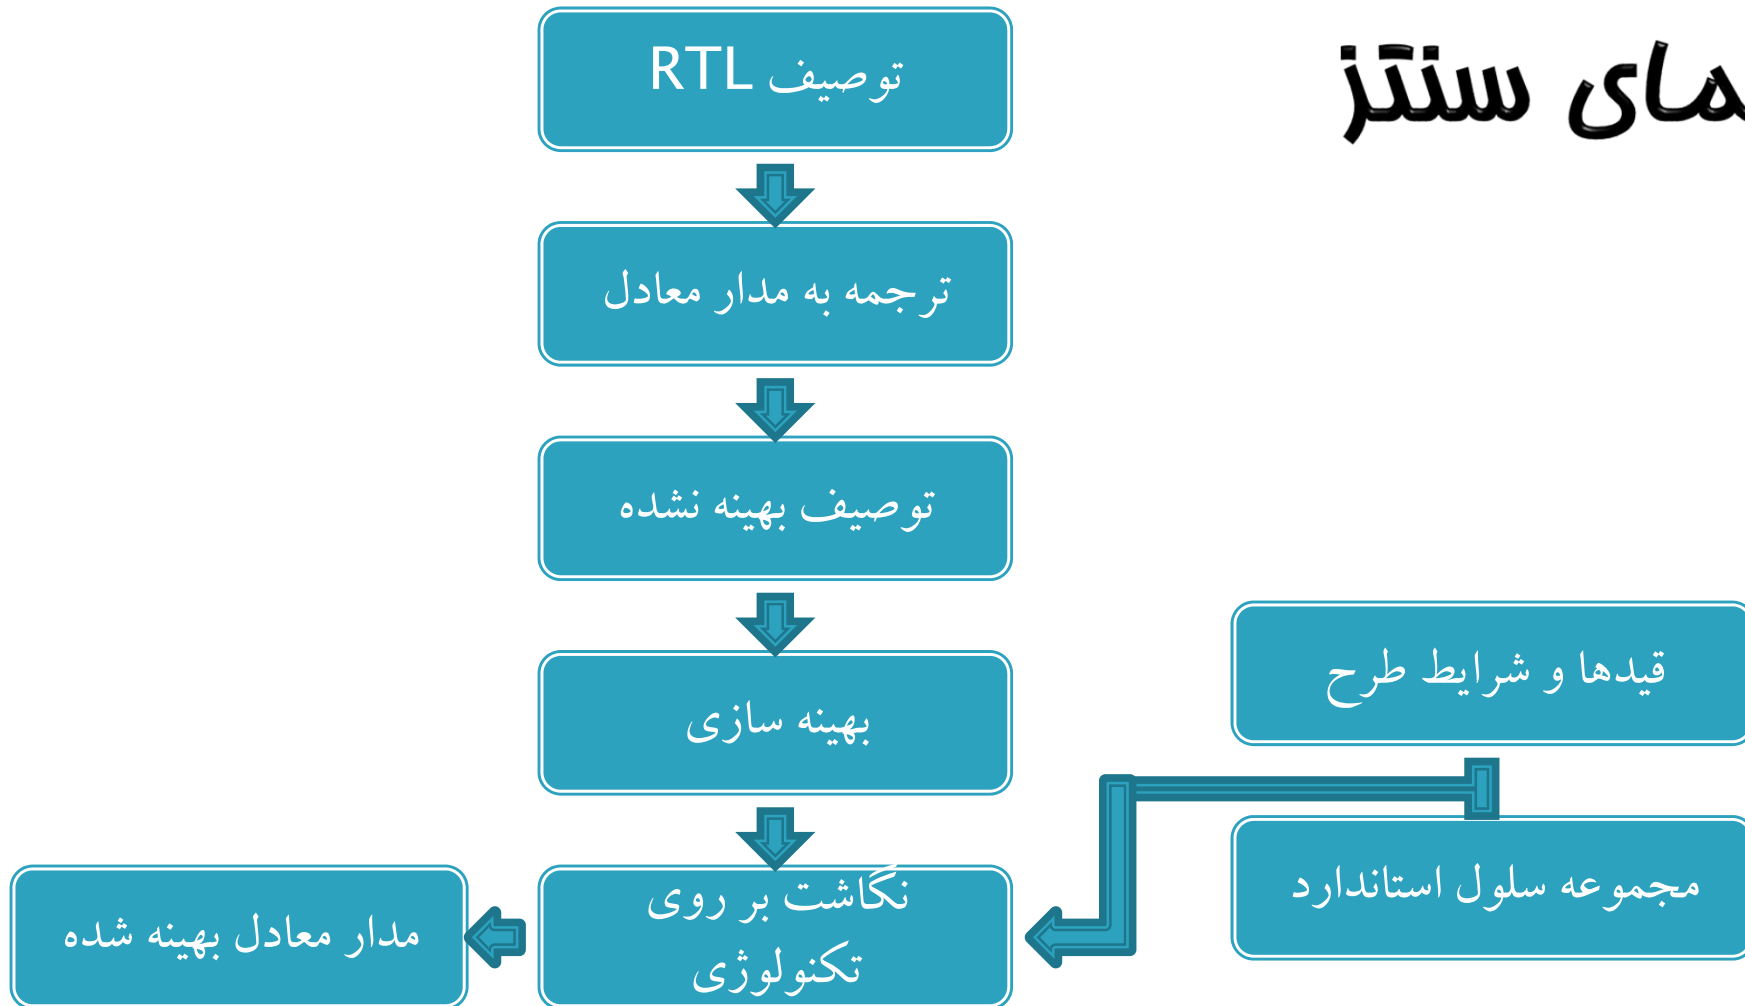 سنتز
توصیف RTL
ترجمه به مدار معادل
توصیف بهینه نشده
بهینه سازی
قیدها و شرایط طرح
مجموعه سلول استاندارد
نگاشت بر روی
تکنولوژی
مدار معادل بهینه شده